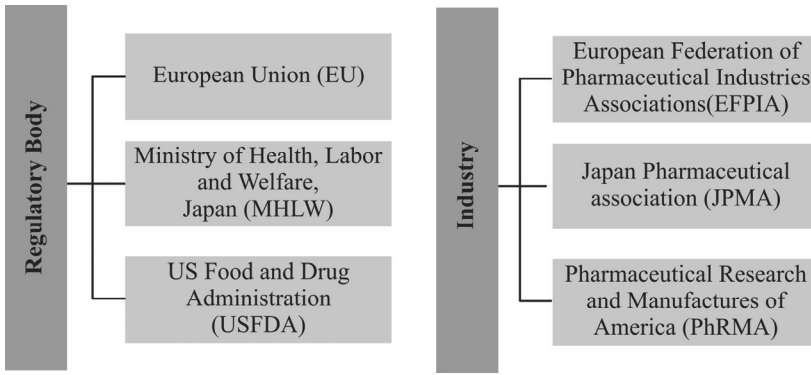 Regulatory Body
European Union (EU)
Ministry of Health, Labor
and Welfare,
Japan (MHLW)
US Food and Drug
Administration
(USFDA)
Industry
European Federation of
Pharmaceutical Industries
Associations(EFPIA)
Japan Pharmaceutical
association (JPMA)
Pharmaceutical Research
and Manufactures of
America (PhRMA)